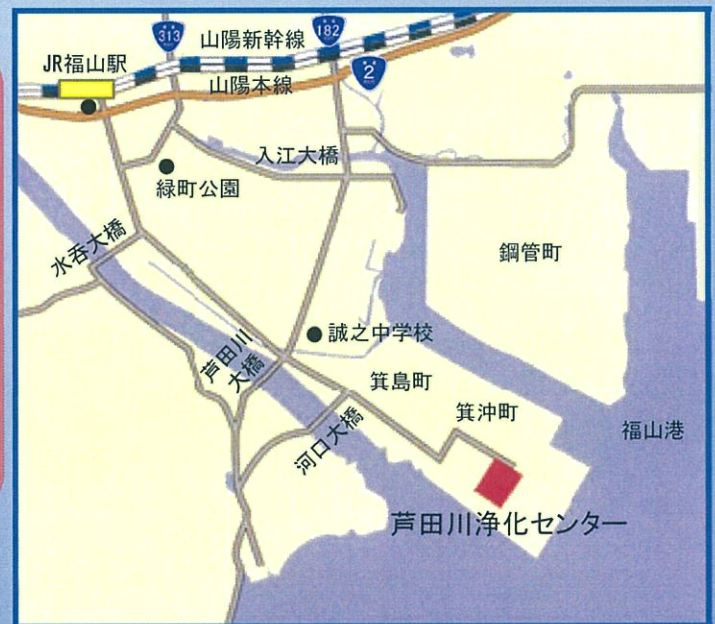 313
山陽新幹線
182
JR福山駅
2
山陽本線
入江大橋
緑町公園
水呑大橋
鋼管町
誠之中学校
芦田川
大橋
箕島町
箕沖町
福山港
河口大橋
芦田川浄化センター